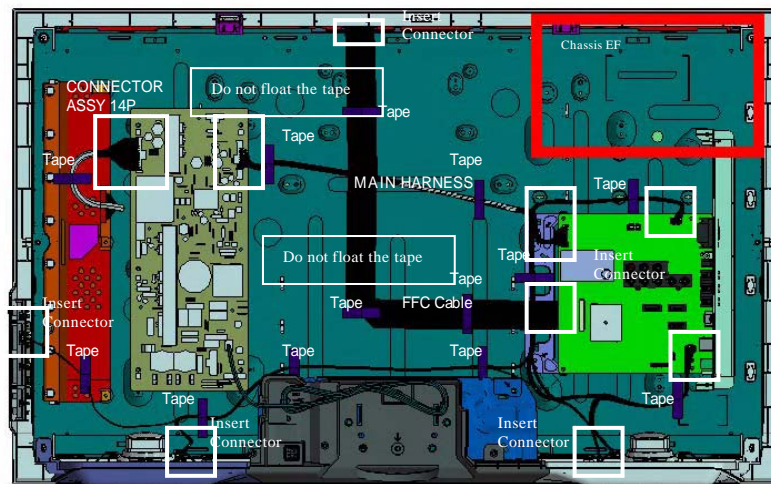 Insert
Connector
Chassis EF
CONNECTOR
ASSY 14P
Do not float the tape
Tape
Tape
Tape
Tape
MAIN HARNESS
Tape
Tape
Do not float the tape
Insert
Connector
Tape
Insert
Connector
Tape
FFC Cable
Tape
Tape
Tape
Tape
Tape
Insert
Connector
Insert
Connector